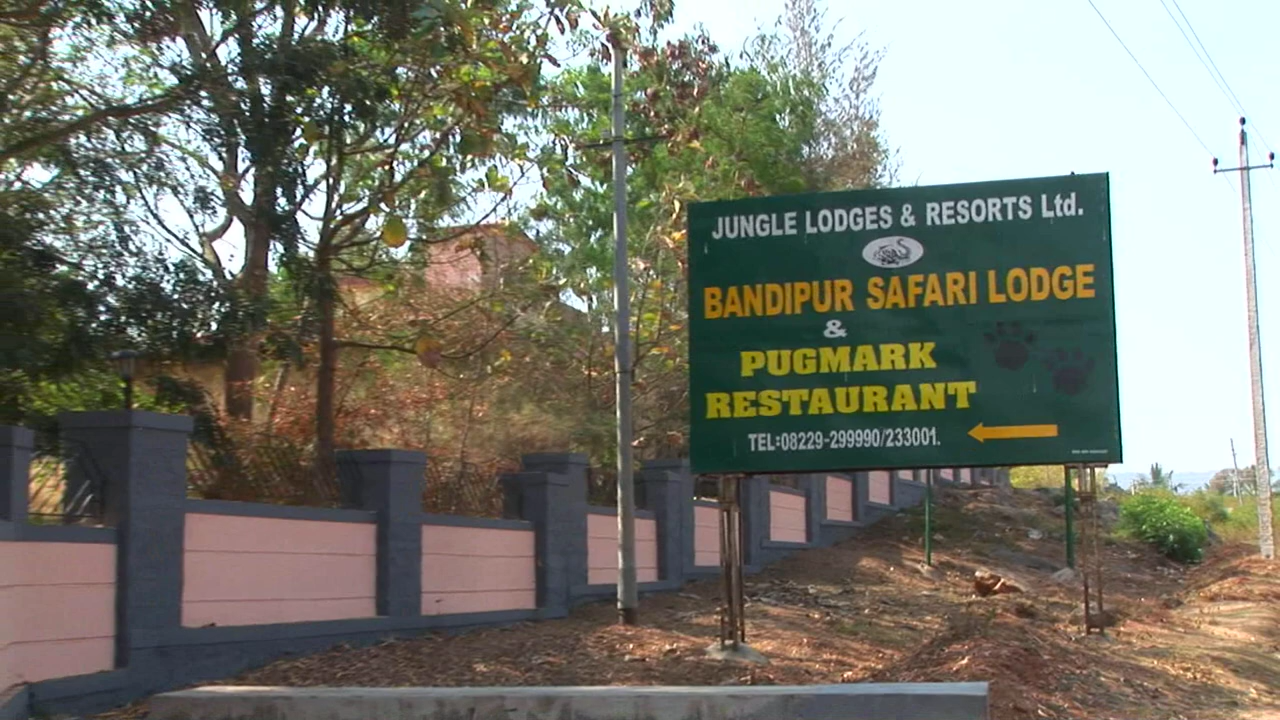 JUNGLE LODGES & RESORTS Ltd.
BANDIPUR SAFARI LODGE
&
PUGMARK
RESTAURANT
TEL:08229-299990/233001.